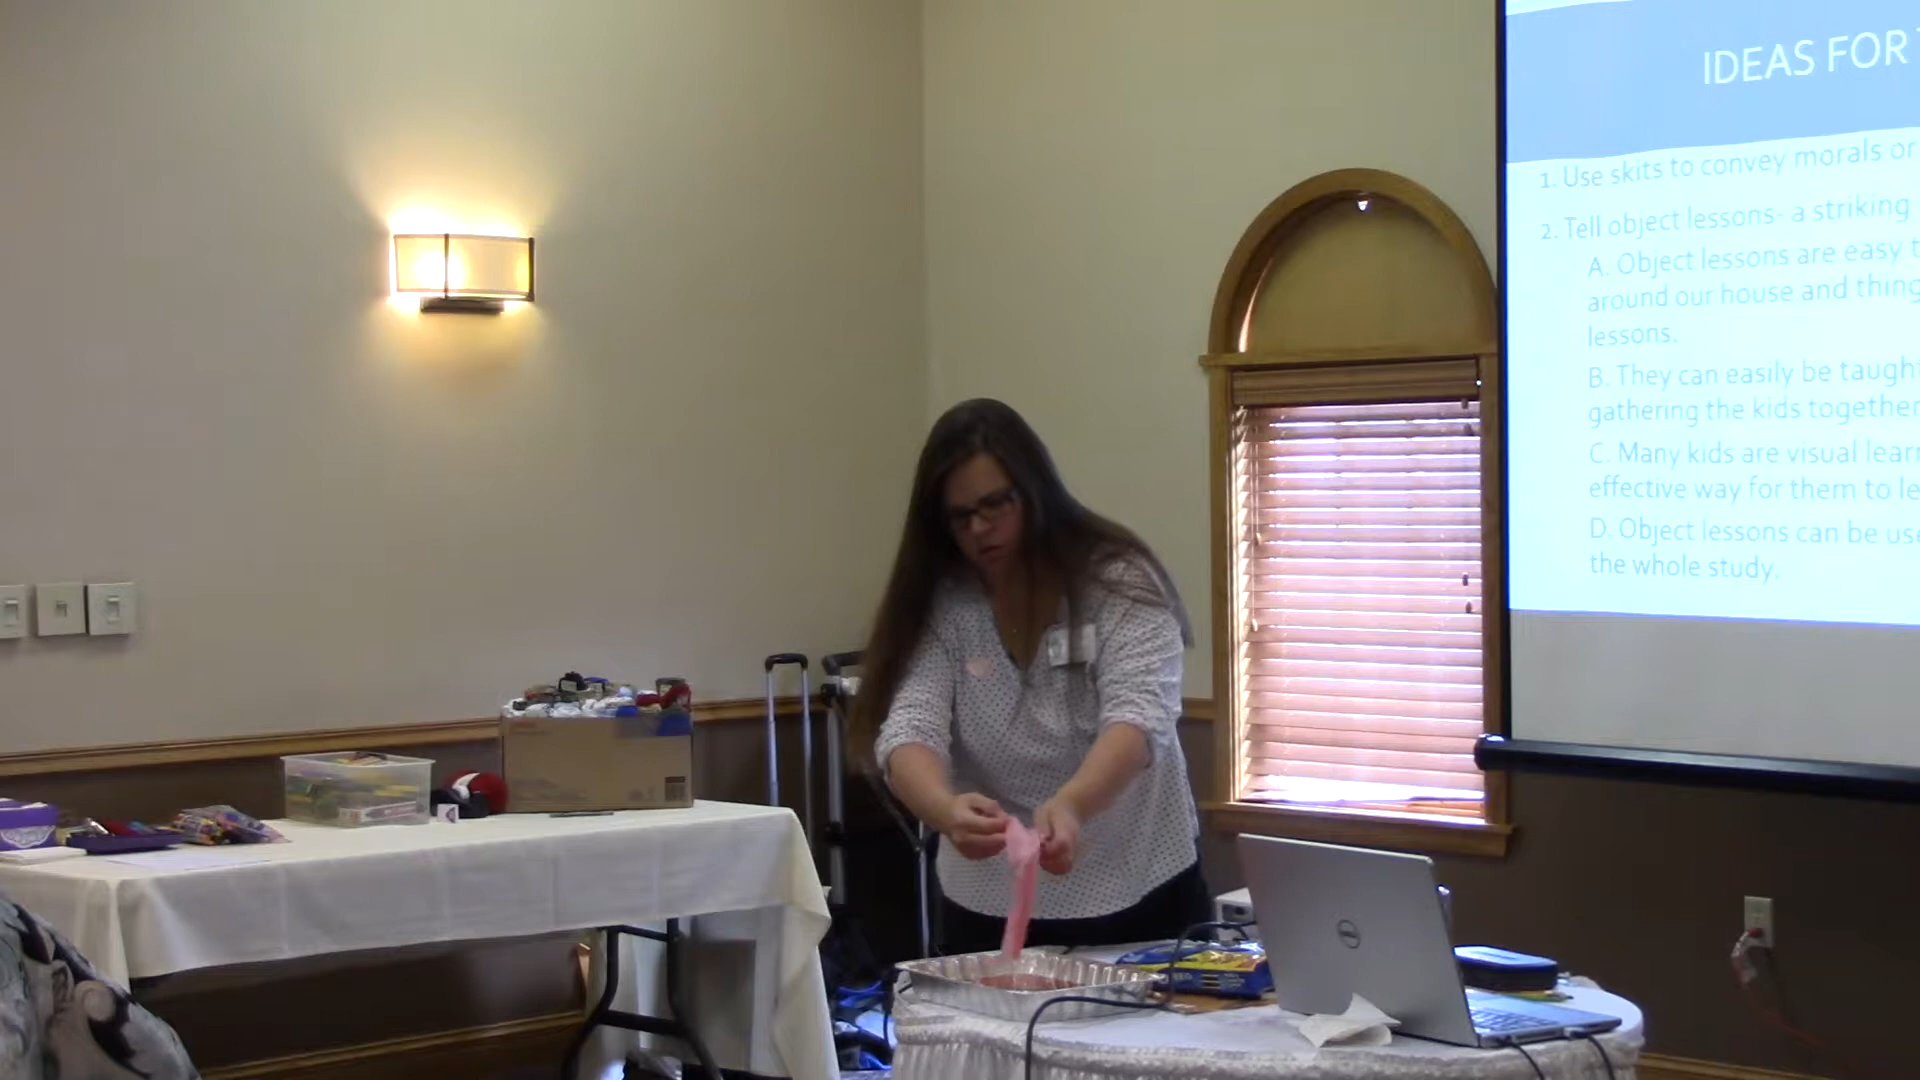 IDEAS FOR
1. Use skits to convey morals or
2. Tell object lessons- a striking
A. Object lessons are easy
around our house and thing
lessons.
B. They can easily be taugh
gathering the kids together
C. Many kids are visual lear
effective way for them to le
D. Object lessons can be use
the whole study.
DELL